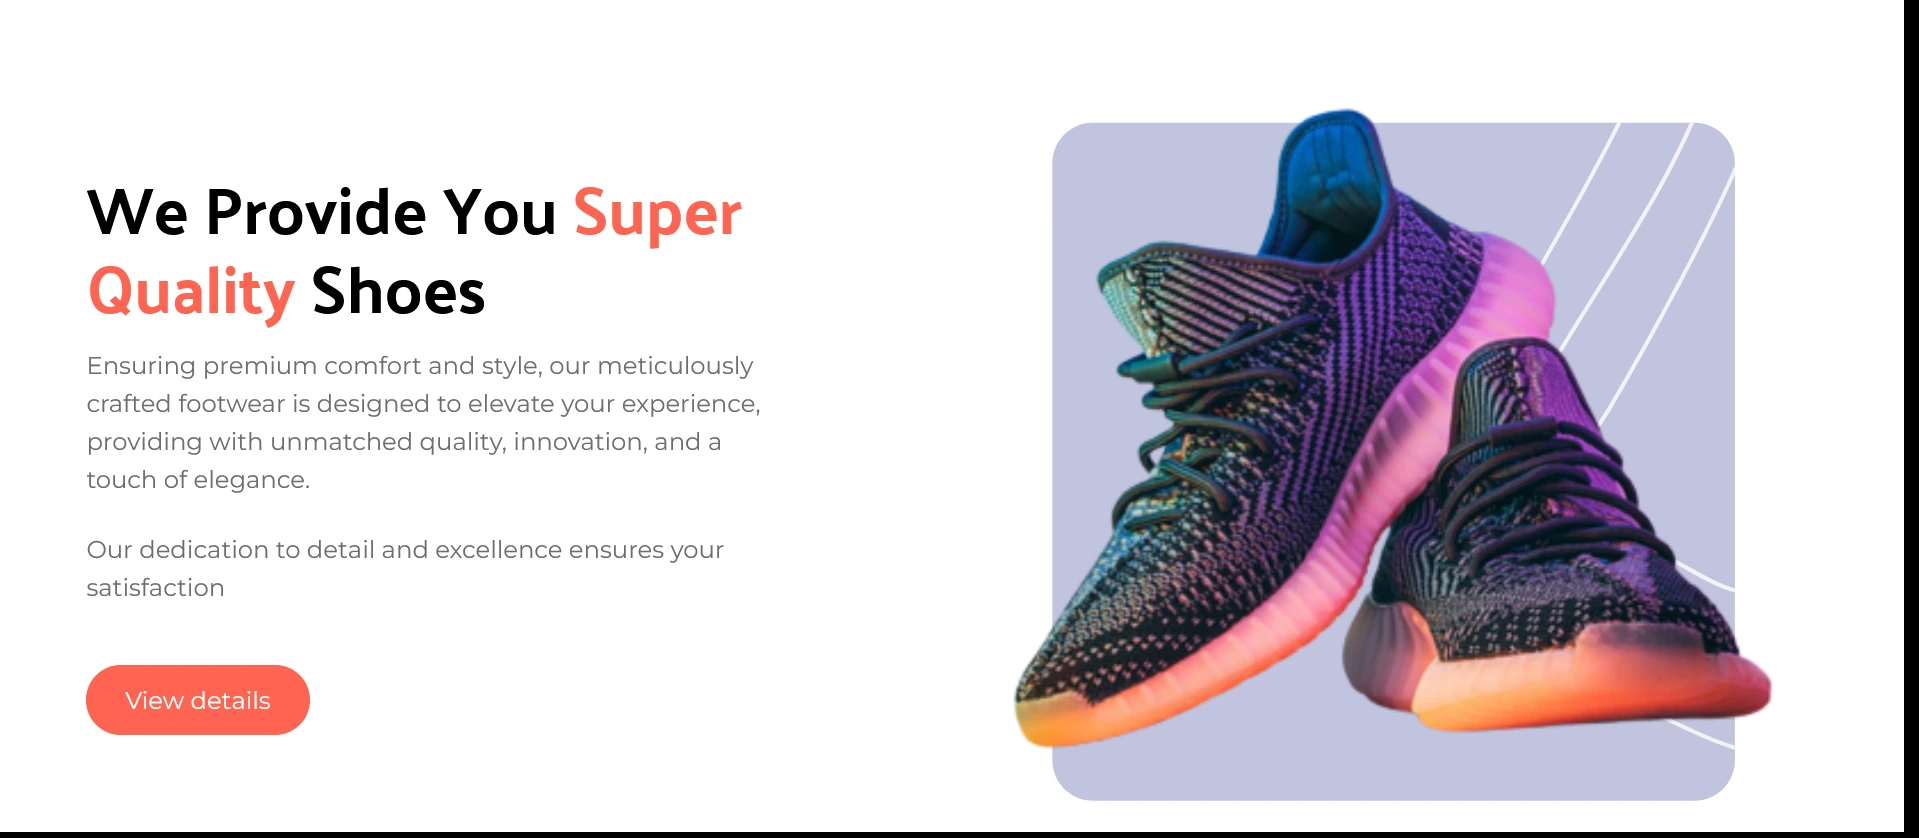 We Provide You Super
Quality Shoes
Ensuring premium comfort and style, our meticulously
crafted footwear is designed to elevate your experience,
providing with unmatched quality, innovation, and a
touch of elegance.
Our dedication to detail and excellence ensures your
satisfaction
View details